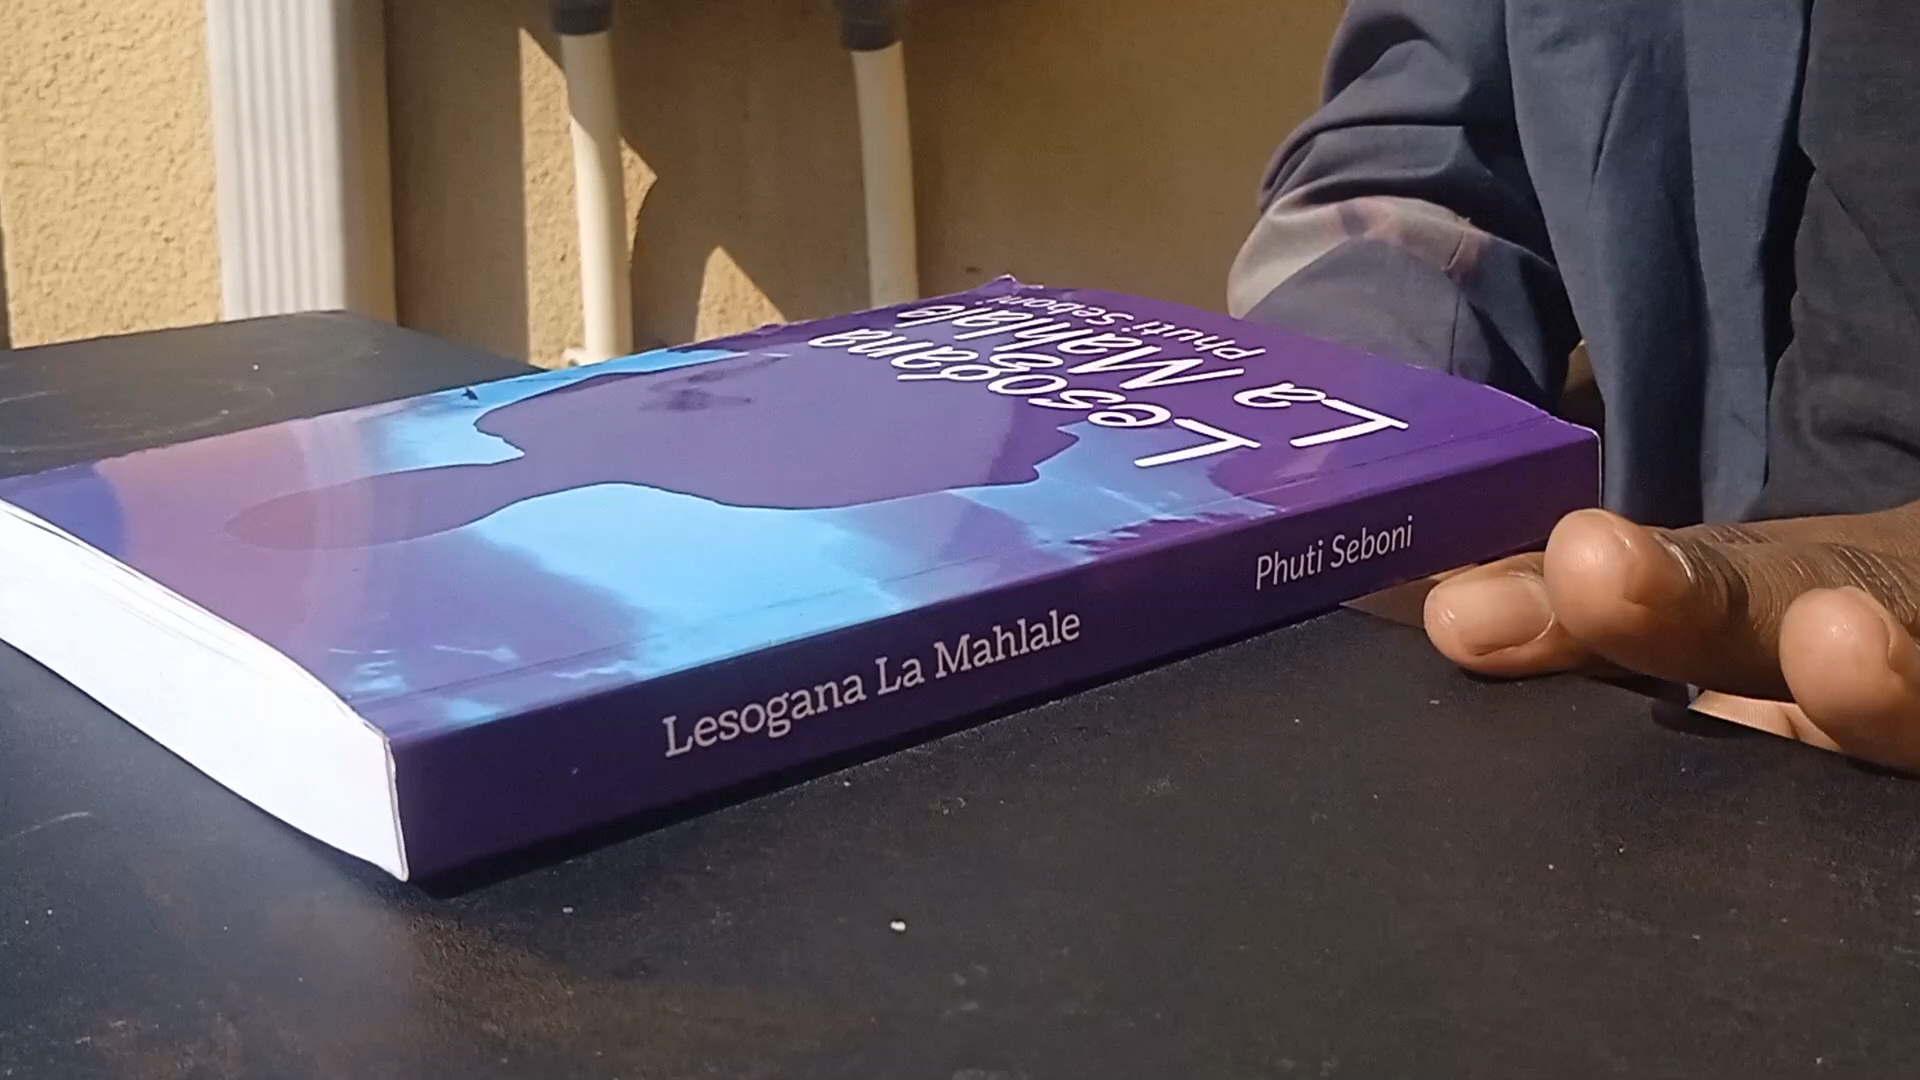 Lesogana
La Mahlale
Phuti Seboni
Lesogana La Mahlale
Phuti Seboni